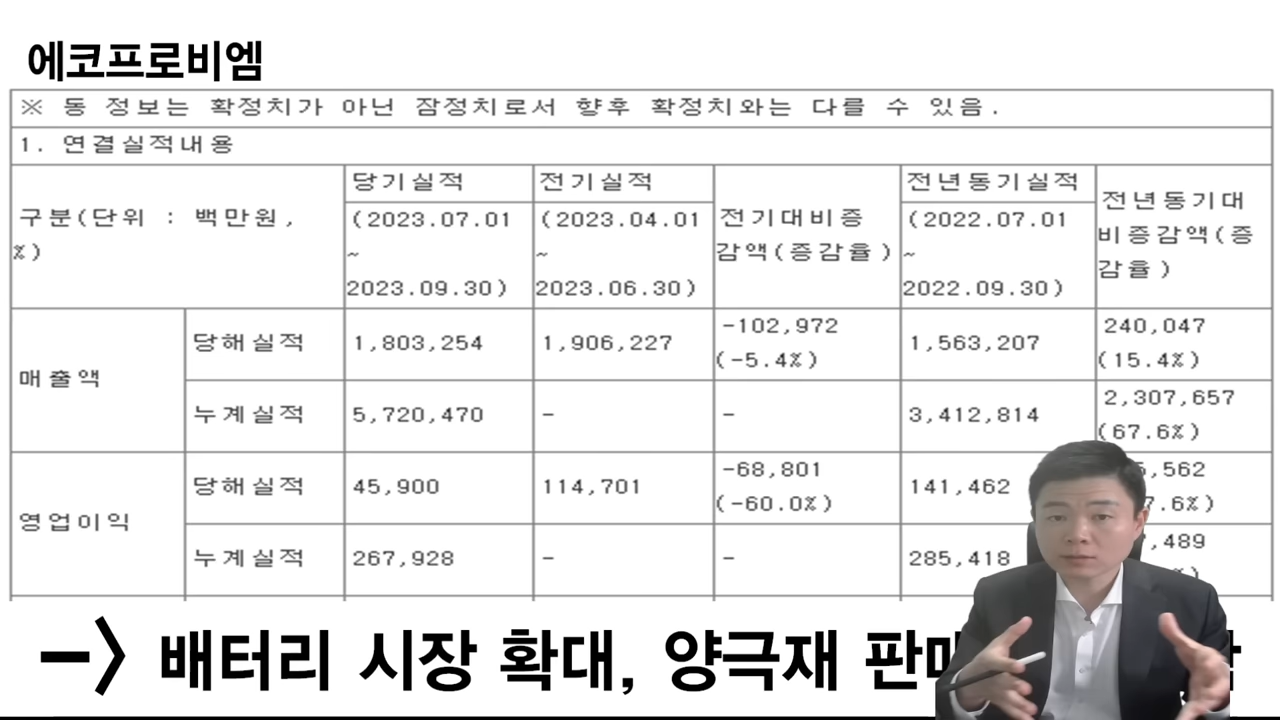 에코프로비엠
※ 동 정보는 확정치가 아닌 잠정치로서 향후 확정치와는 다를 수 있음.
1. 연결실적내용
구분(단위 : 백만원, %)
당기실적
(2023.07.01
~
2023.09.30)
전기실적
(2023.04.01
~
2023.06.30)
전기대비증
감액(증감율)
전년동기실적
(2022.07.01
~
2022.09.30)
전년동기대
비증감액(증
감율)
매출액
당해실적 1,803,254 1,906,227 -102,972 (-5.4%) 1,563,207 240,047 (15.4%)
누계실적 5,720,470 - - 3,412,814 2,307,657 (67.6%)
영업이익
당해실적 45,900 114,701 -68,801 (-60.0%) 141,462
누계실적 267,928 - - 285,418
-> 배터리 시장 확대, 양극재